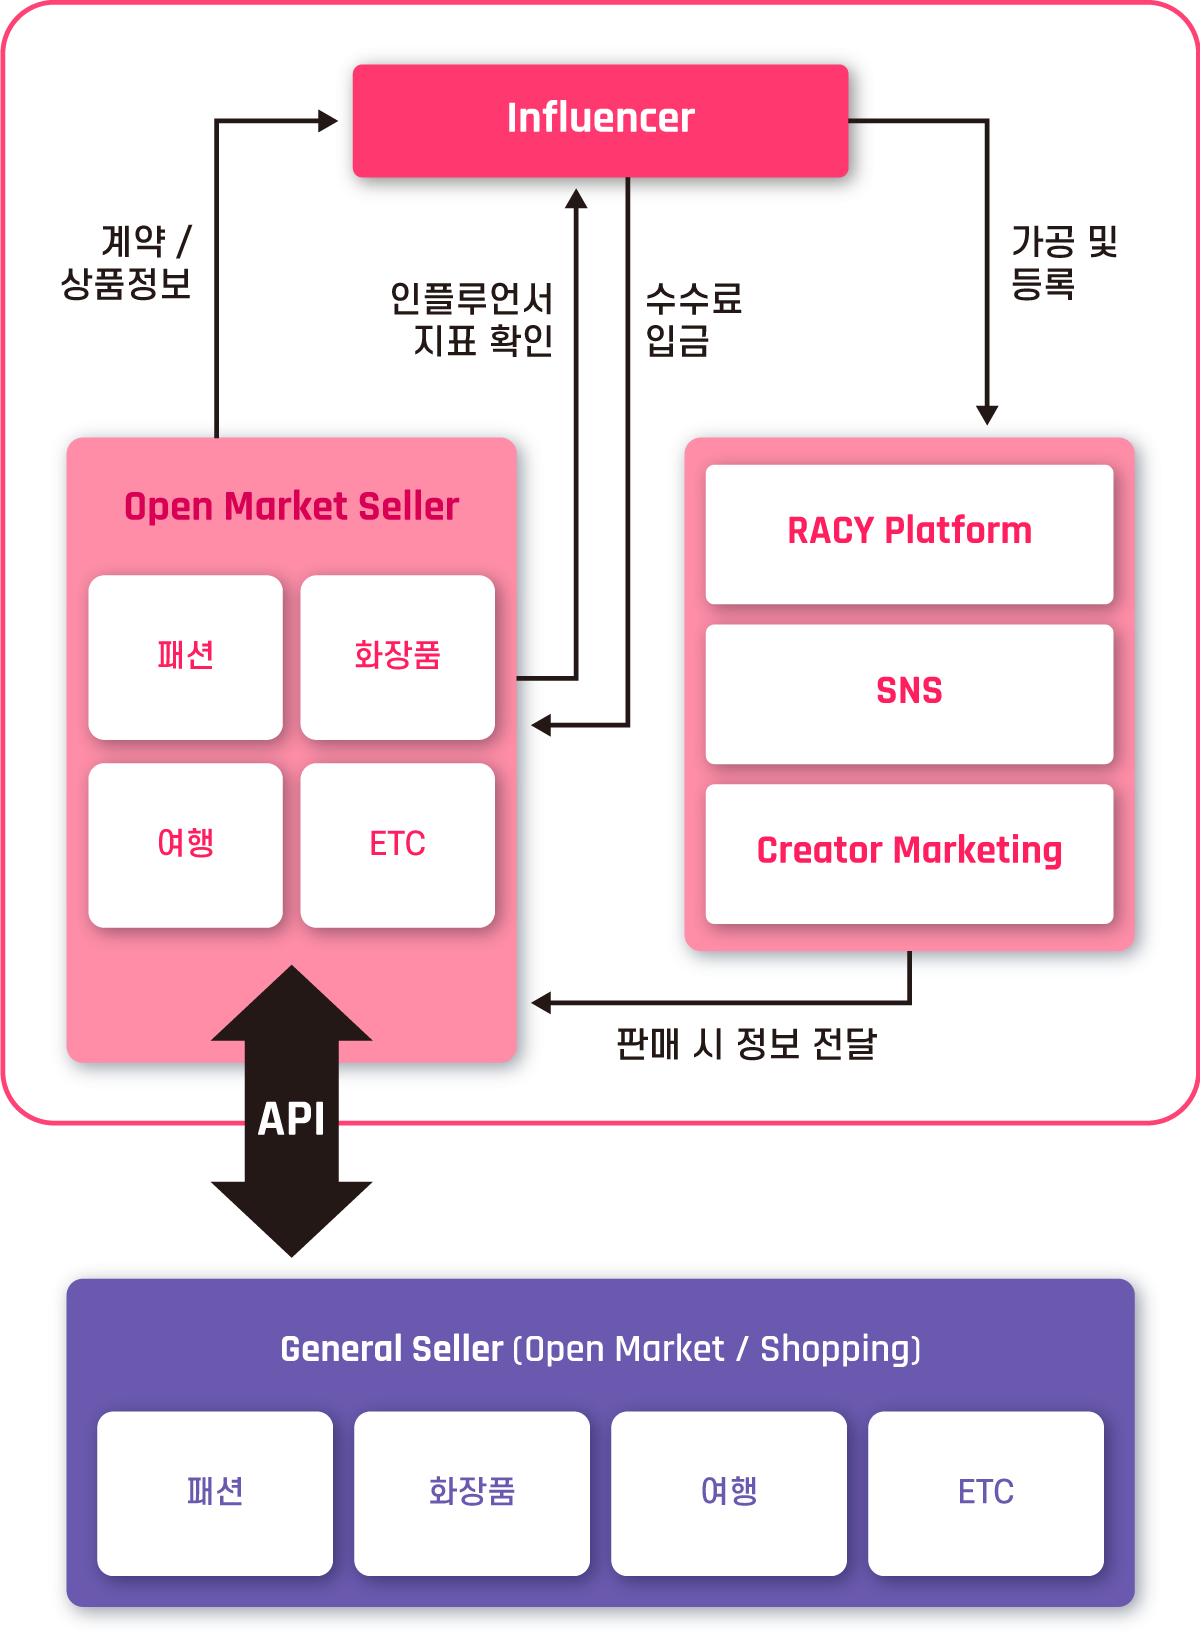 Influencer
계약 /
상품정보
인플루언서
지표 확인
수수료
입금
가공 및
등록
Open Market Seller
패션
화장품
여행
ETC
RACY Platform
SNS
Creator Marketing
판매 시 정보 전달
API
General Seller (Open Market / Shopping)
패션
화장품
여행
ETC